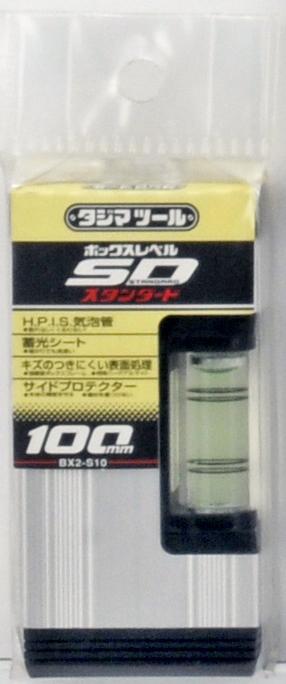 タジマツール
ボックスレベル
SD
STANDARD
スタンダード
H.P.I.S.気泡管
蓄光シート
キズのつきにくい表面処理
サイドプロテクター
100mm
BX2-S10